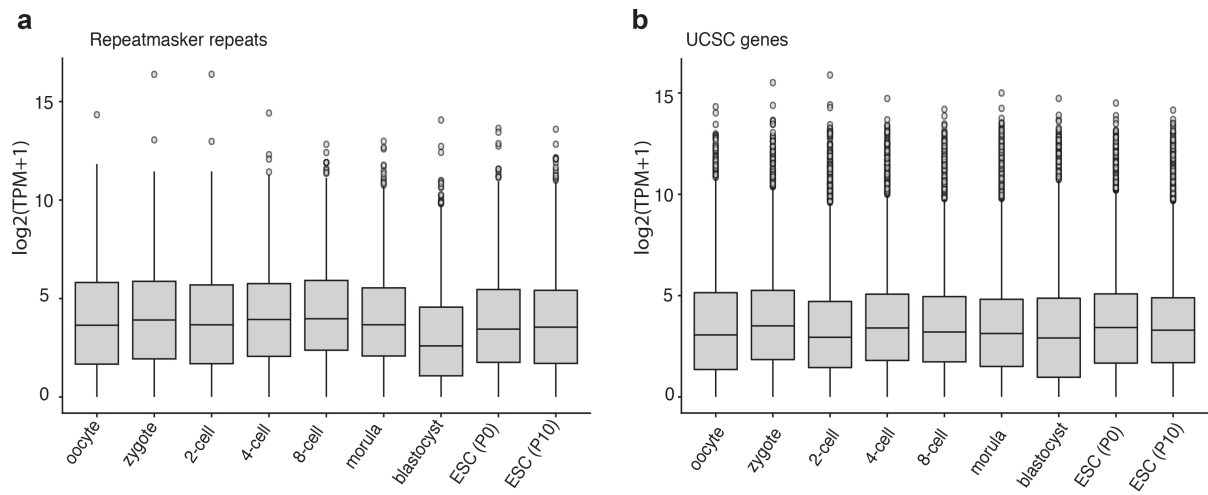 a
Repeatmasker repeats
log2(TPM+1)
15
10
5
0
oocyte
zygote
2-cell
4-cell
8-cell
morula
blastocyst
ESC (P0)
ESC (P10)
b
UCSC genes
log2(TPM+1)
15
10
5
0
oocyte
zygote
2-cell
4-cell
8-cell
morula
blastocyst
ESC (P0)
ESC (P10)